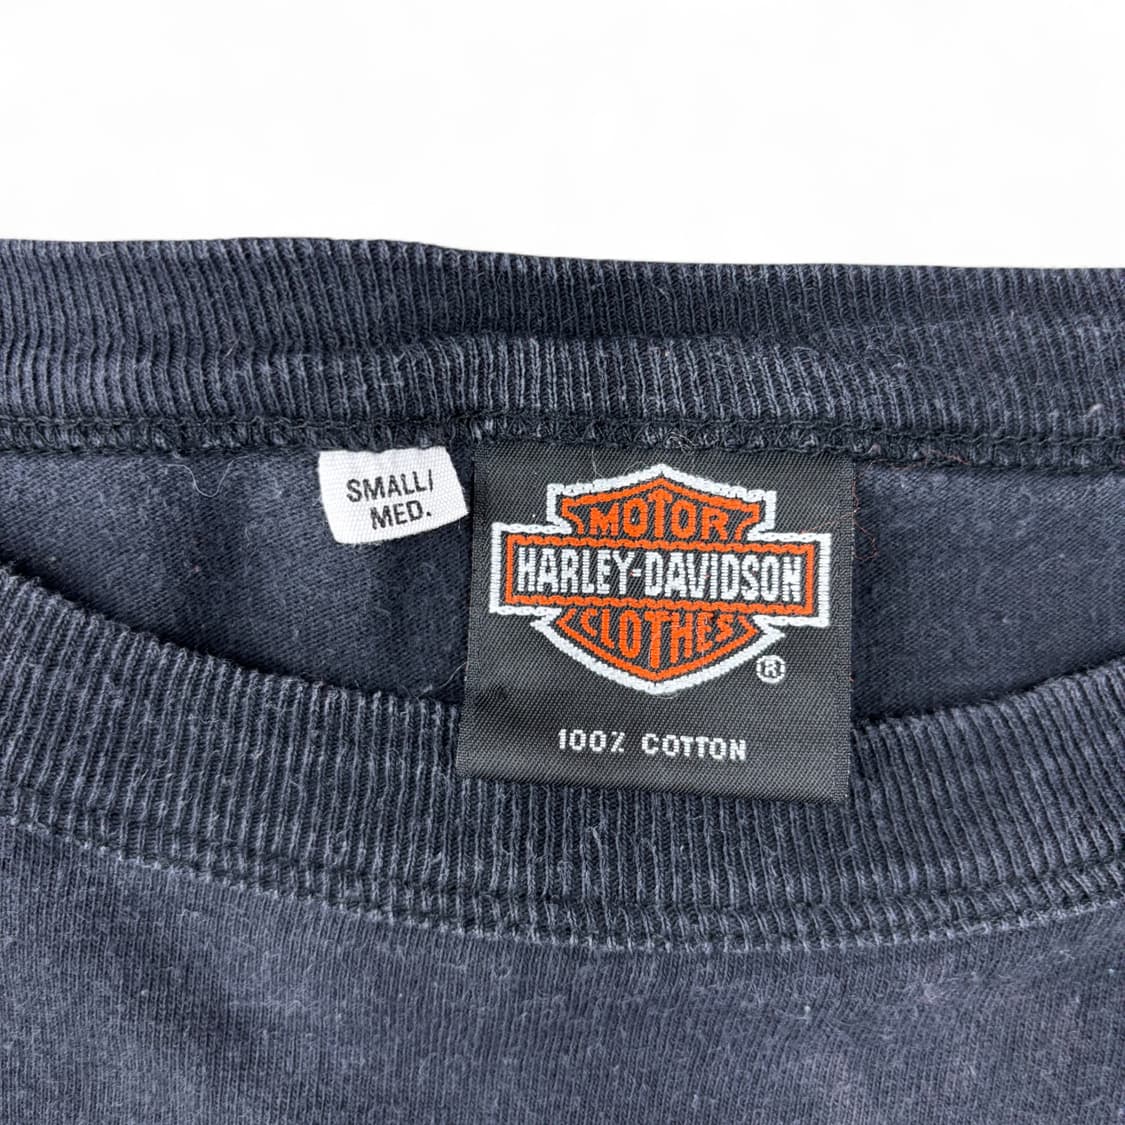 SMALL/
MED.
MOTOR
HARLEY-DAVIDSON
CLOTHES
®
100% COTTON